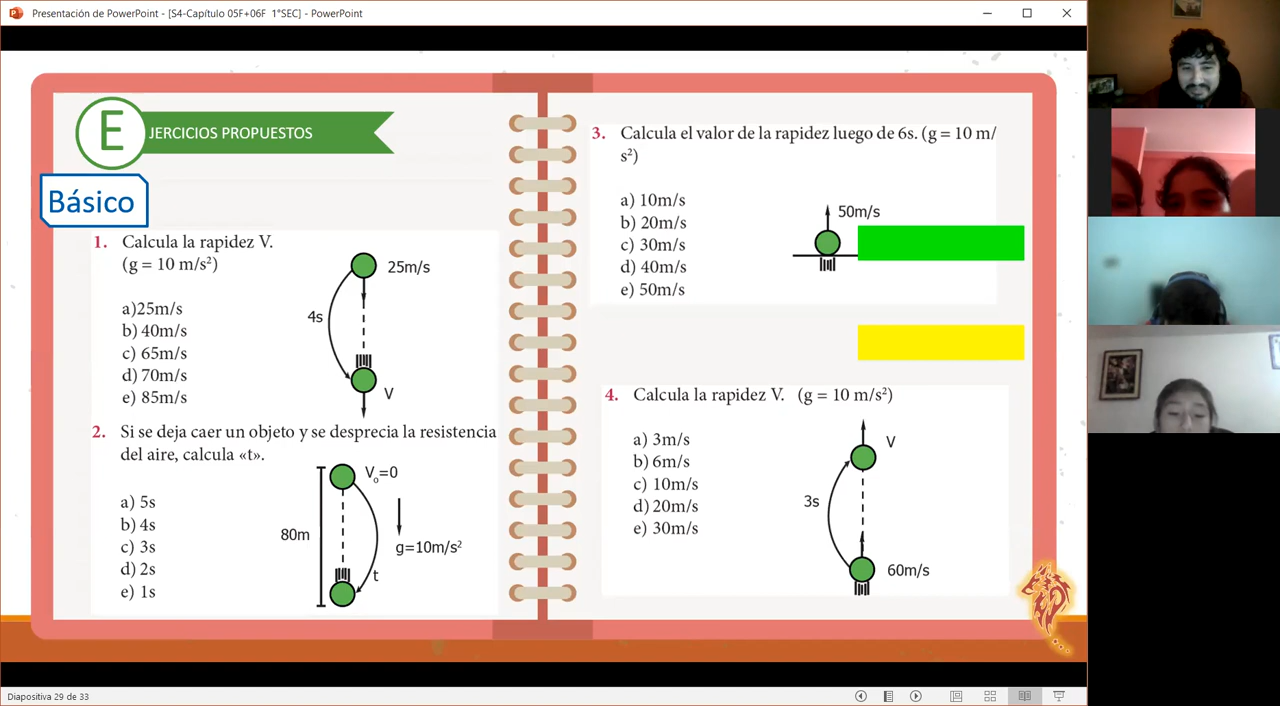 Presentación de PowerPoint - [S4-Capítulo 05F+06F 1°SEC] - PowerPoint
E
JERCICIOS PROPUESTOS
Básico
1. Calcula la rapidez V.
(g = 10 m/s²)
a)25m/s
b) 40m/s
c) 65m/s
d) 70m/s
e) 85m/s
25m/s
4s
V
2. Si se deja caer un objeto y se desprecia la resistencia
del aire, calcula «t».
a) 5s
b) 4s
c) 3s
d) 2s
e) 1s
Vo=0
80m
g=10m/s²
t
3. Calcula el valor de la rapidez luego de 6s. (g = 10 m/
s²)
a) 10m/s
b) 20m/s
c) 30m/s
d) 40m/s
e) 50m/s
50m/s
4. Calcula la rapidez V. (g = 10 m/s²)
a) 3m/s
b) 6m/s
c) 10m/s
d) 20m/s
e) 30m/s
V
3s
60m/s
Diapositiva 29 de 33